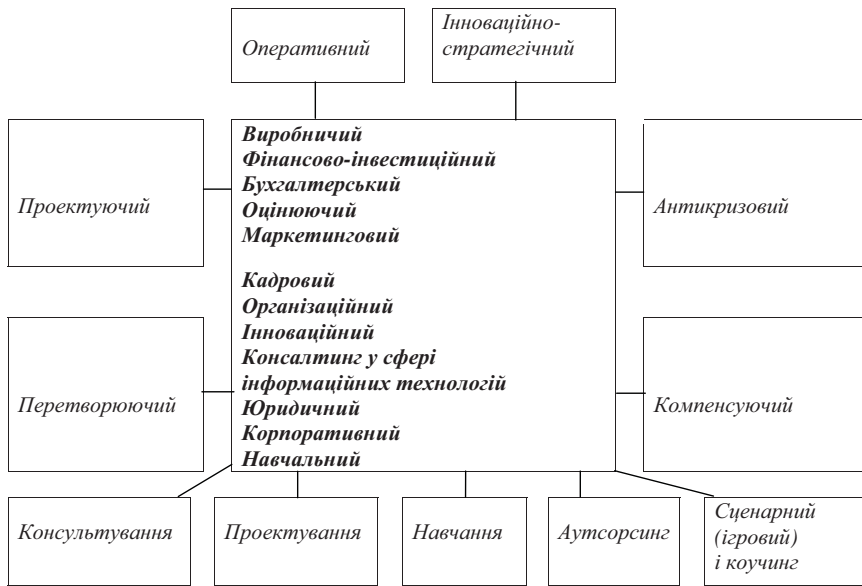 Оперативний
Інноваційно-
стратегічний
Проектуючий
Виробничий
Фінансово-інвестиційний
Бухгалтерський
Оцінюючий
Маркетинговий
Кадровий
Організаційний
Інноваційний
Консалтинг у сфері
інформаційних технологій
Юридичний
Корпоративний
Навчальний
Антикризовий
Перетворюючий
Компенсуючий
Консультування
Проектування
Навчання
Аутсорсинг
Сценарний
(ігровий)
і коучинг